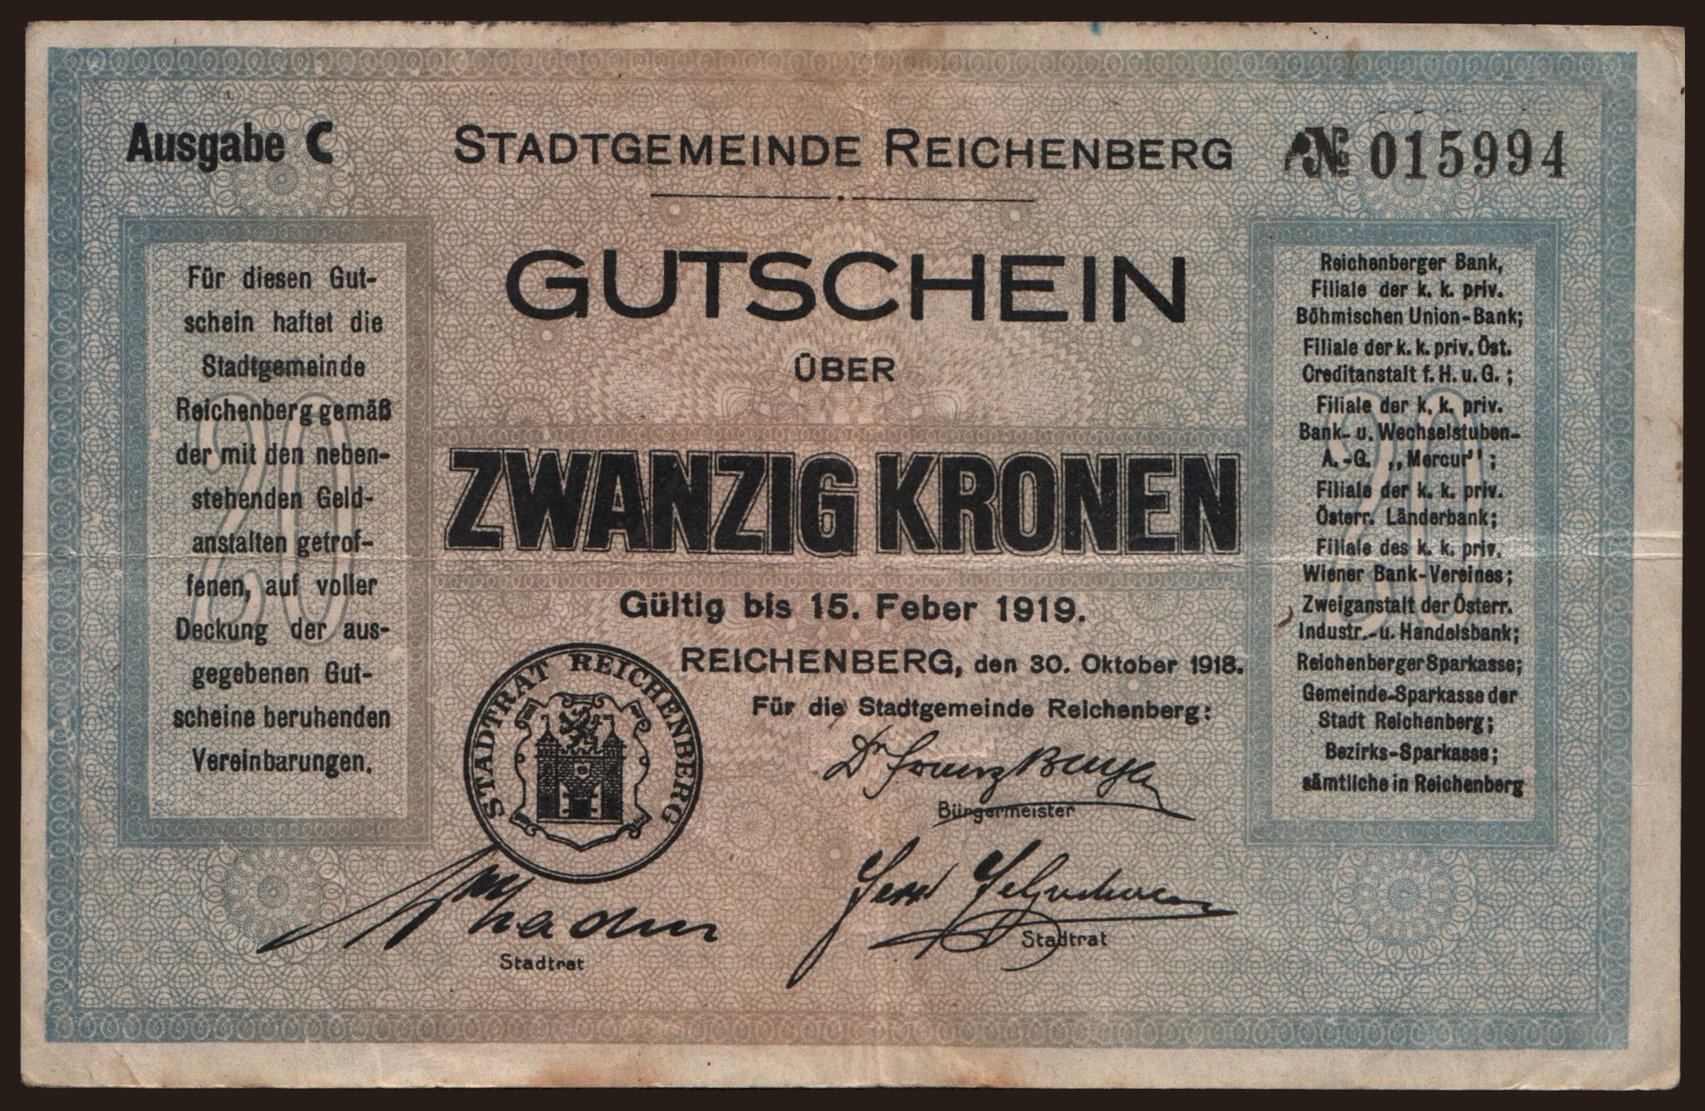 Ausgabe C
STADTGEMEINDE REICHENBERG
№ 015994
Für diesen Gut-
schein haftet die
Stadtgemeinde
Reichenberg gemäß
der mit den neben-
stehenden Geld-
anstalten getrof-
fenen, auf voller
Deckung der aus-
gegebenen Gut-
scheine beruhenden
Vereinbarungen.
20
GUTSCHEIN
ÜBER
ZWANZIG KRONEN
Gültig bis 15. Feber 1919.
REICHENBERG, den 30. Oktober 1918.
Für die Stadtgemeinde Reichenberg:
Dr Franz Bayer
Bürgermeister
Stadtrat
Stadtrat
STADTRAT REICHENBERG
Reichenberger Bank,
Filiale der k. k. priv.
Böhmischen Union-Bank;
Filiale der k. k. priv. Öst.
Creditanstalt f. H. u. G. ;
Filiale der k. k. priv.
Bank- u. Wechselstuben-
A.-G. „Mercur" ;
Filiale der k. k. priv.
Österr. Länderbank;
Filiale des k. k. priv.
Wiener Bank-Vereines;
Zweiganstalt der Österr.
Industr.- u. Handelsbank;
Reichenberger Sparkasse;
Gemeinde-Sparkasse der
Stadt Reichenberg;
Bezirks-Sparkasse;
sämtliche in Reichenberg
20